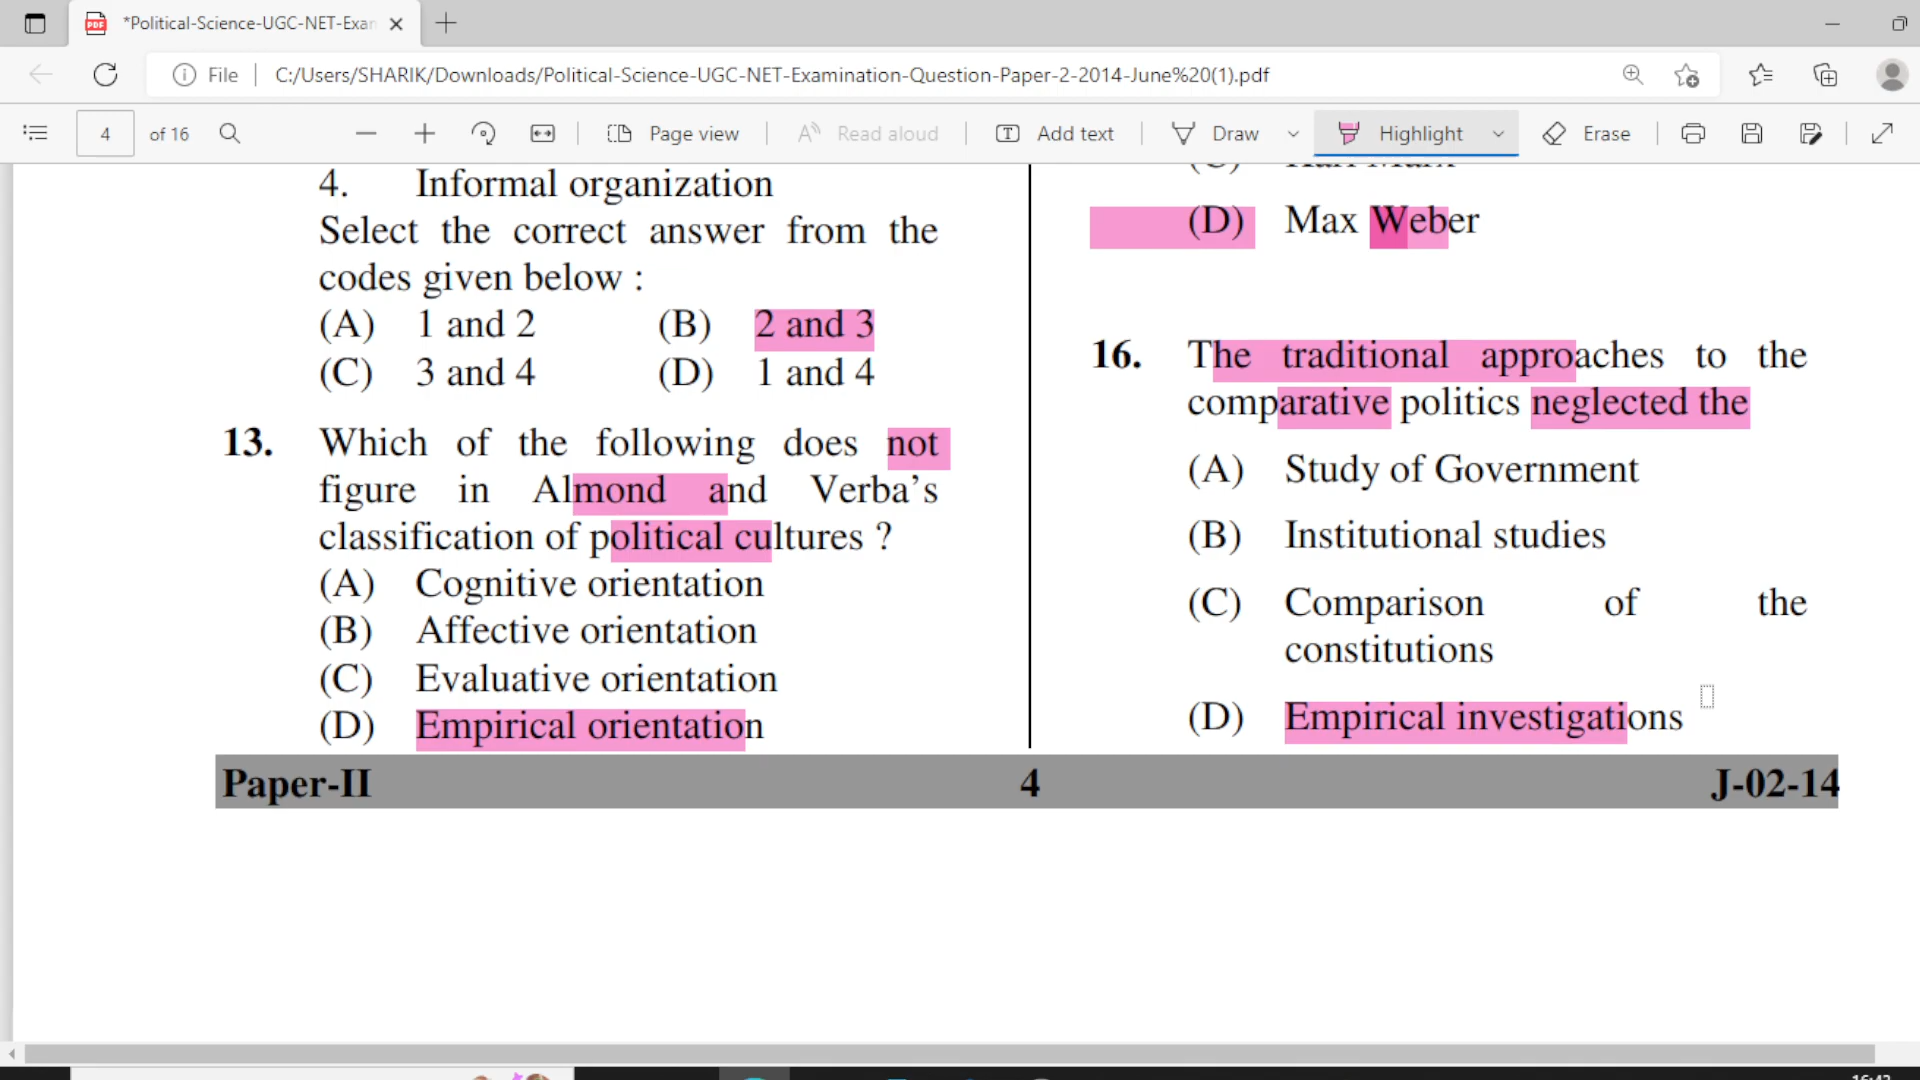 *Political-Science-UGC-NET-Exan
File
C:/Users/SHARIK/Downloads/Political-Science-UGC-NET-Examination-Question-Paper-2-2014-June%20(1).pdf
4 of 16
Page view
Read aloud
Add text
Draw
Highlight
Erase
4. Informal organization
Select the correct answer from the
codes given below :
(A) 1 and 2 (B) 2 and 3
(C) 3 and 4 (D) 1 and 4
13. Which of the following does not
figure in Almond and Verba's
classification of political cultures ?
(A) Cognitive orientation
(B) Affective orientation
(C) Evaluative orientation
(D) Empirical orientation
(D) Max Weber
16. The traditional approaches to the
comparative politics neglected the
(A) Study of Government
(B) Institutional studies
(C) Comparison of the
constitutions
(D) Empirical investigations
Paper-II 4 J-02-14